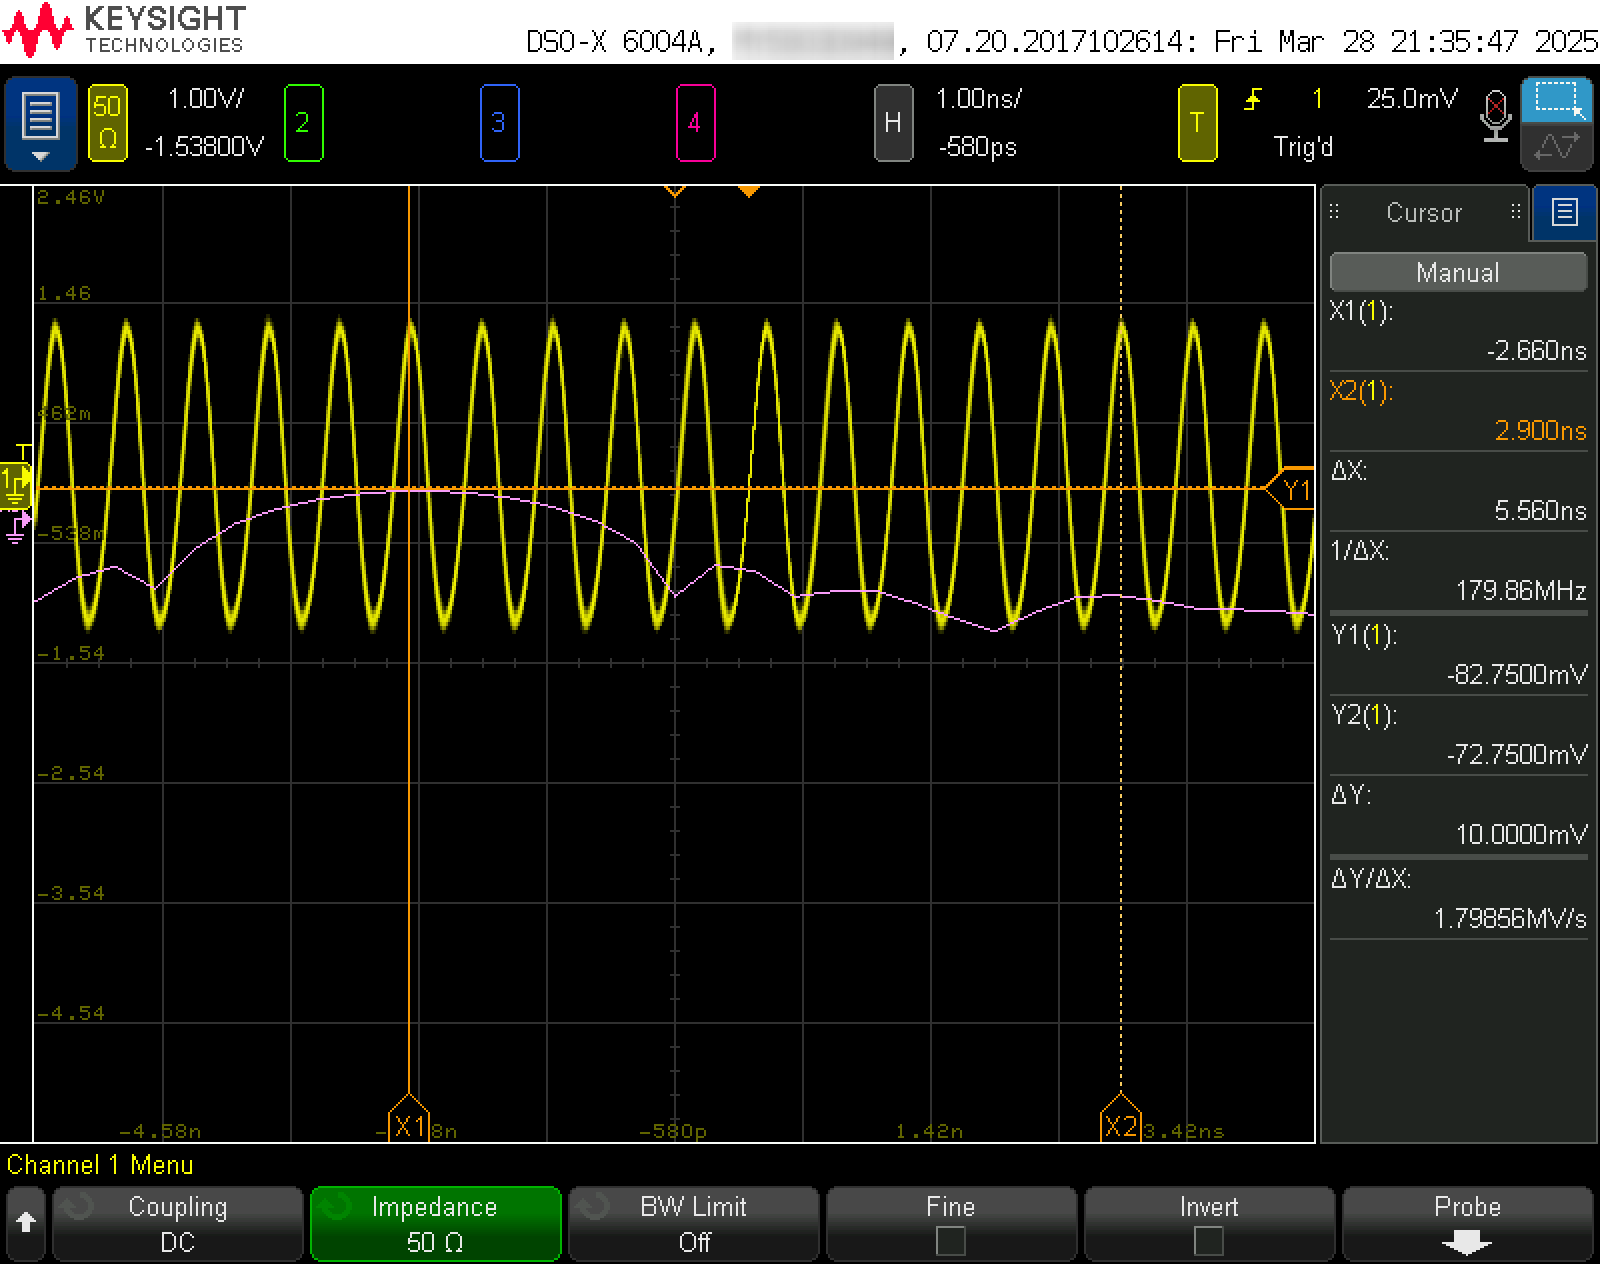 KEYSIGHT
TECHNOLOGIES
DSO-X 6004A, , 07.20.2017102614: Fri Mar 28 21:35:47 2025
50 Ω
1.00V/
-1.53800V
2
3
4
H
1.00ns/
-580ps
T
1
25.0mV
Trig'd
2.46V
1.46
462m
-538m
-1.54
-2.54
-3.54
-4.54
T
1
Y1
-4.58n
X1
8n
-580p
1.42n
X2
3.42ns
Cursor
Manual
X1(1):
-2.660ns
X2(1):
2.900ns
ΔX:
5.560ns
1/ΔX:
179.86MHz
Y1(1):
-82.7500mV
Y2(1):
-72.7500mV
ΔY:
10.0000mV
ΔY/ΔX:
1.79856MV/s
Channel 1 Menu
Coupling
DC
Impedance
50 Ω
BW Limit
Off
Fine
Invert
Probe